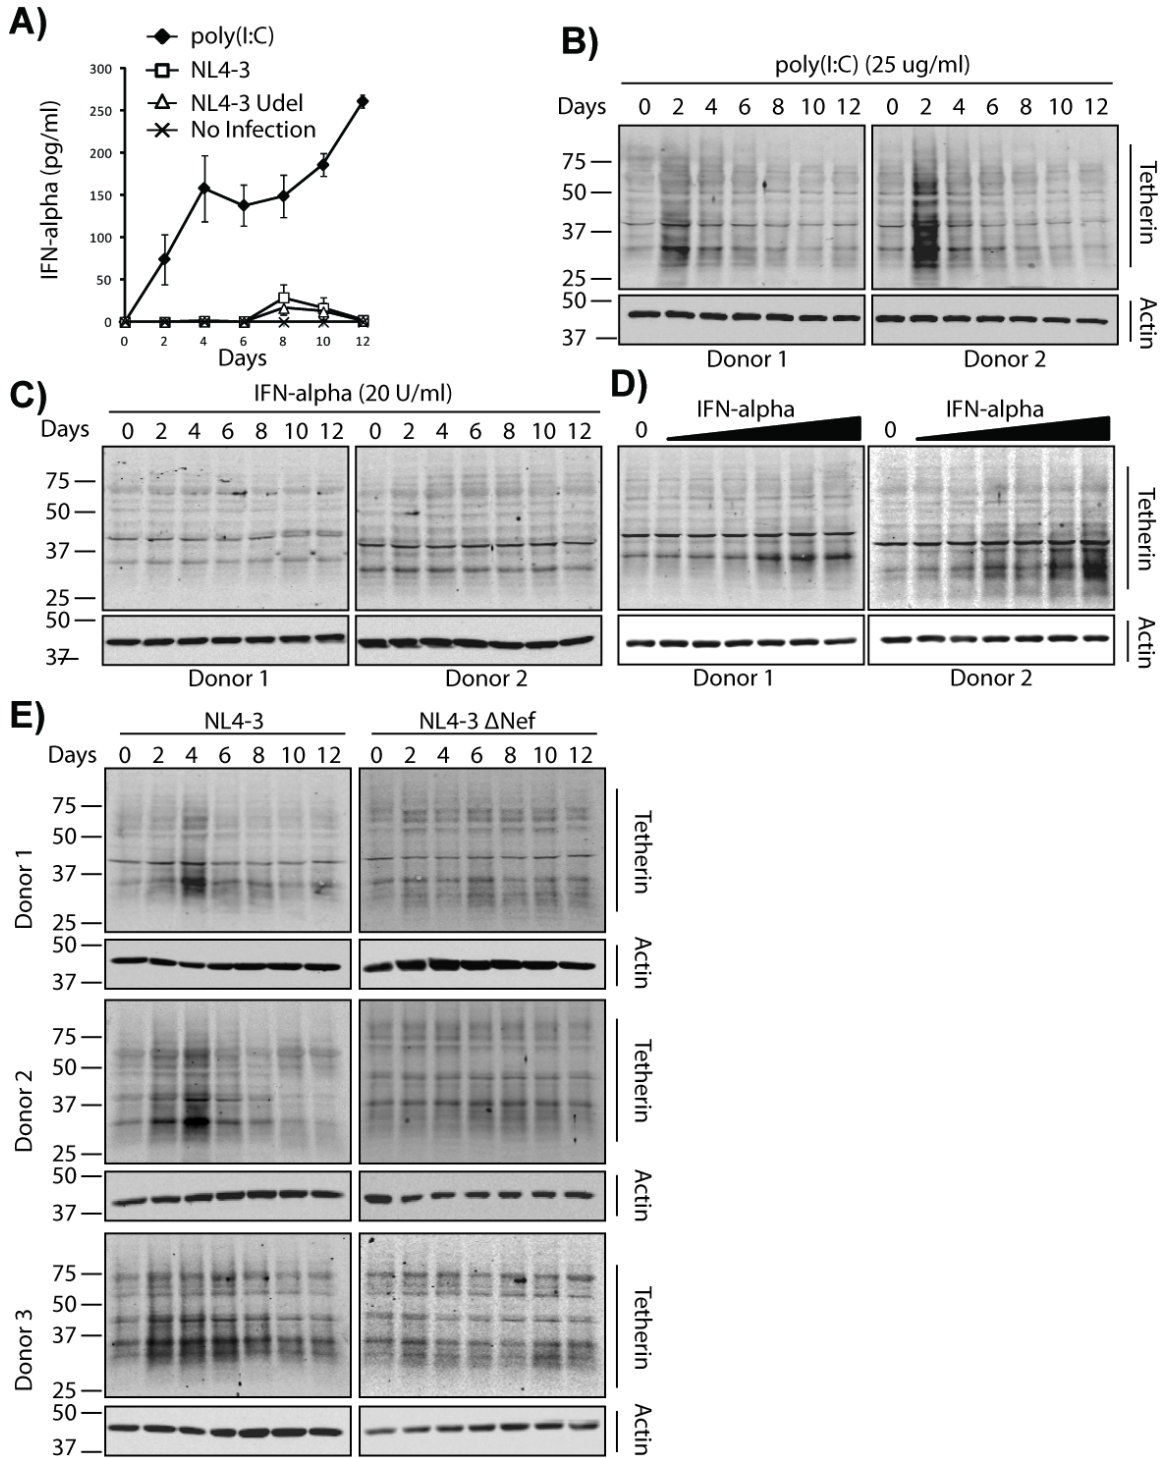 A)
poly(I:C)
NL4-3
NL4-3 Udel
No Infection
IFN-alpha (pg/ml)
300
250
200
150
100
50
0
0 2 4 6 8 10 12
Days
B)
poly(I:C) (25 ug/ml)
Days 0 2 4 6 8 10 12 0 2 4 6 8 10 12
75
50
37
25
Tetherin
50
37
Actin
Donor 1 Donor 2
C)
IFN-alpha (20 U/ml)
Days 0 2 4 6 8 10 12 0 2 4 6 8 10 12
75
50
37
25
50
37
Donor 1 Donor 2
D)
IFN-alpha IFN-alpha
0 0
Tetherin
Actin
Donor 1 Donor 2
E)
NL4-3 NL4-3 ΔNef
Days 0 2 4 6 8 10 12 0 2 4 6 8 10 12
Donor 1
75
50
37
25
Tetherin
50
37
Actin
Donor 2
75
50
37
25
Tetherin
50
37
Actin
Donor 3
75
50
37
25
Tetherin
50
37
Actin